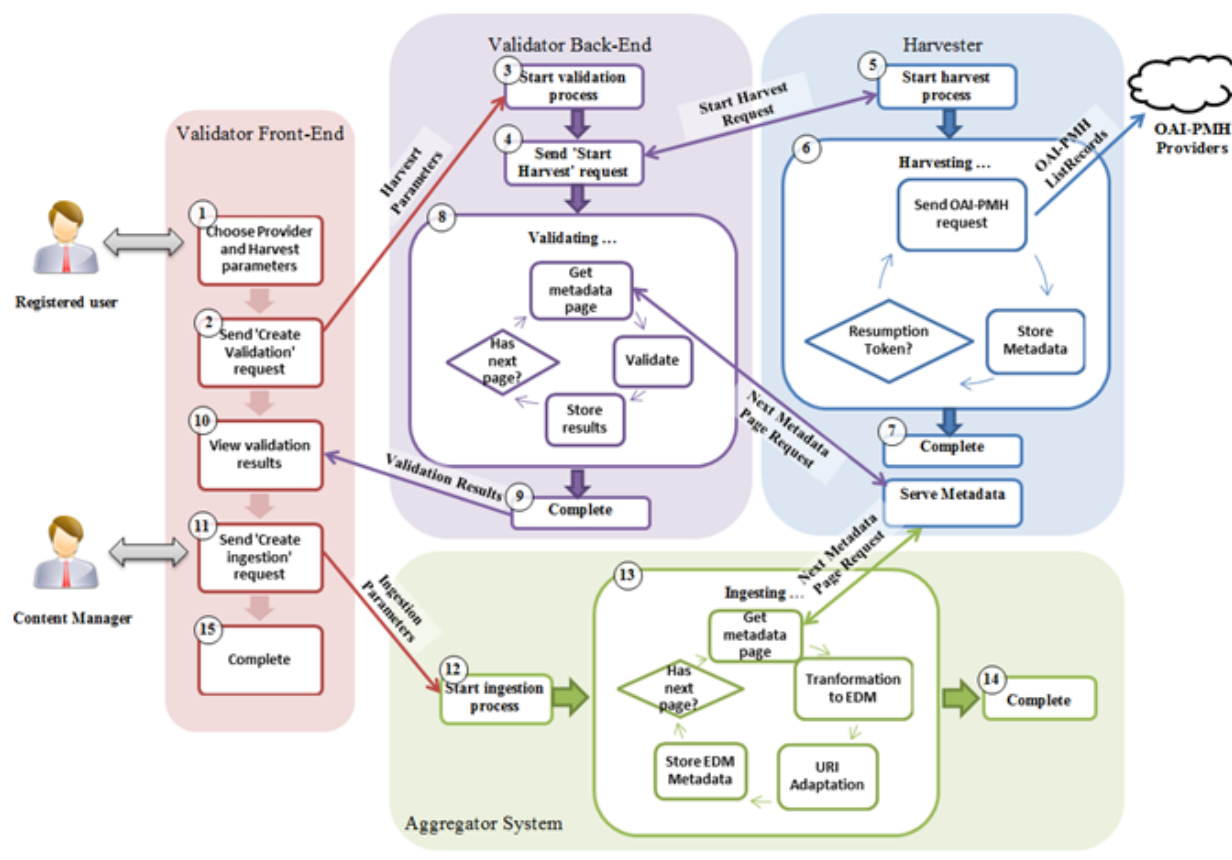 Validator Front-End
Registered user
Content Manager
1
Choose Provider
and Harvest
parameters
2
Send 'Create
Validation'
request
10
View validation
results
11
Send 'Create
ingestion'
request
15
Complete
Harvesrt
Parameters
Validation Results
Ingestion
Parameters
Validator Back-End
3
Start validation
process
4
Send 'Start
Harvest' request
8
Validating ...
Get
metadata
page
Validate
Store
results
Has
next
page?
9
Complete
Start Harvest
Request
Next Metadata
Page Request
Harvester
5
Start harvest
process
6
Harvesting ...
Send OAI-PMH
request
Store
Metadata
Resumption
Token?
7
Complete
Serve Metadata
OAI-PMH
ListRecords
OAI-PMH
Providers
Next Metadata
Page Request
Aggregator System
12
Start ingestion
process
13
Ingesting ...
Get
metadata
page
Tranformation
to EDM
URI
Adaptation
Store EDM
Metadata
Has
next
page?
14
Complete